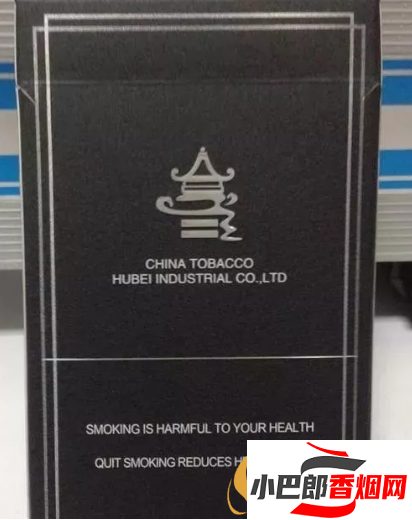 CHINA TOBACCO
HUBEI INDUSTRIAL CO.,LTD
SMOKING IS HARMFUL TO YOUR HEALTH
QUIT SMOKING REDUCES
小巴郎香烟网